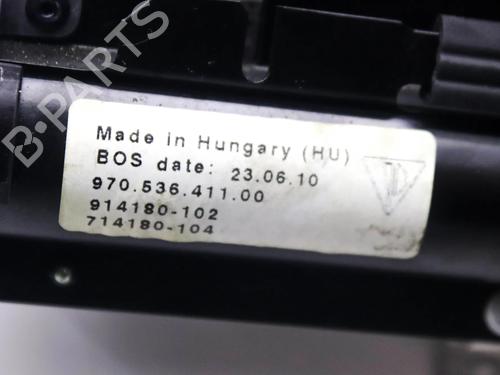 B-PARTS
Made in Hungary (HU)
BOS date: 23.06.10
970.536.411.00
914180-102
714180-104